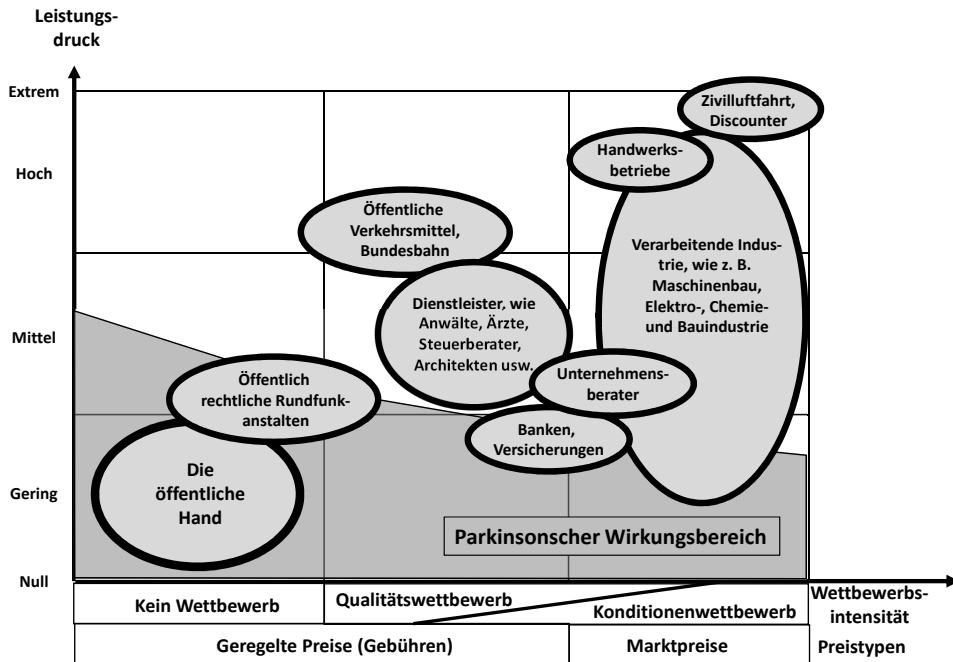 Leistungs-
druck
Extrem
Hoch
Mittel
Gering
Null
Zivilluftfahrt,
Discounter
Handwerks-
betriebe
Öffentliche
Verkehrsmittel,
Bundesbahn
Verarbeitende Indus-
trie, wie z. B.
Maschinenbau,
Elektro-, Chemie-
und Bauindustrie
Dienstleister, wie
Anwälte, Ärzte,
Steuerberater,
Architekten usw.
Unternehmens-
berater
Öffentlich
rechtliche Rundfunk-
anstalten
Banken,
Versicherungen
Die
öffentliche
Hand
Parkinsonscher Wirkungsbereich
Kein Wettbewerb
Qualitätswettbewerb
Konditionenwettbewerb
Wettbewerbs-
intensität
Geregelte Preise (Gebühren)
Marktpreise
Preistypen